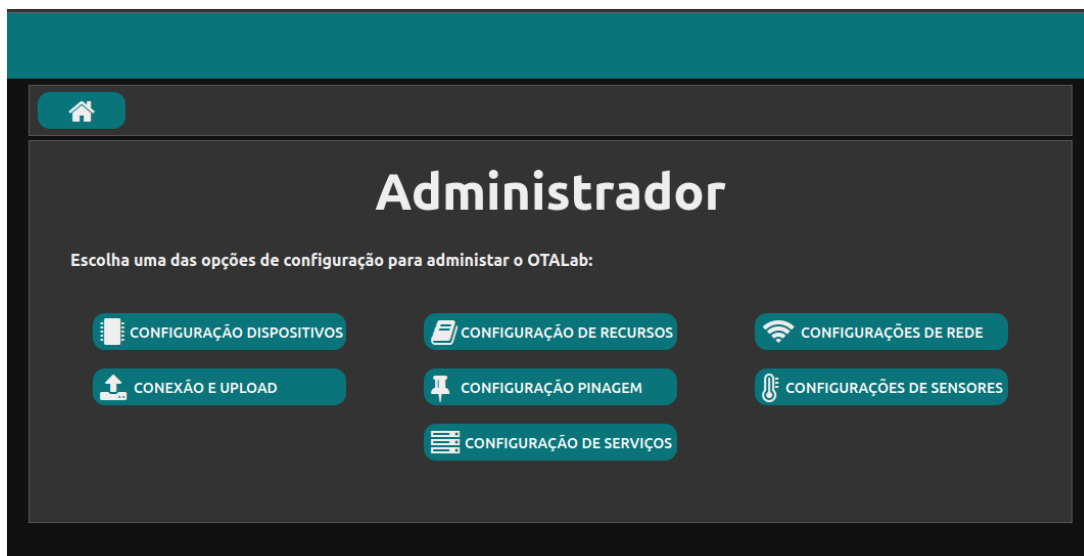 Administrador
Escolha uma das opções de configuração para administar o OTALab:
CONFIGURAÇÃO DISPOSITIVOS
CONFIGURAÇÃO DE RECURSOS
CONFIGURAÇÕES DE REDE
CONEXÃO E UPLOAD
CONFIGURAÇÃO PINAGEM
CONFIGURAÇÕES DE SENSORES
CONFIGURAÇÃO DE SERVIÇOS